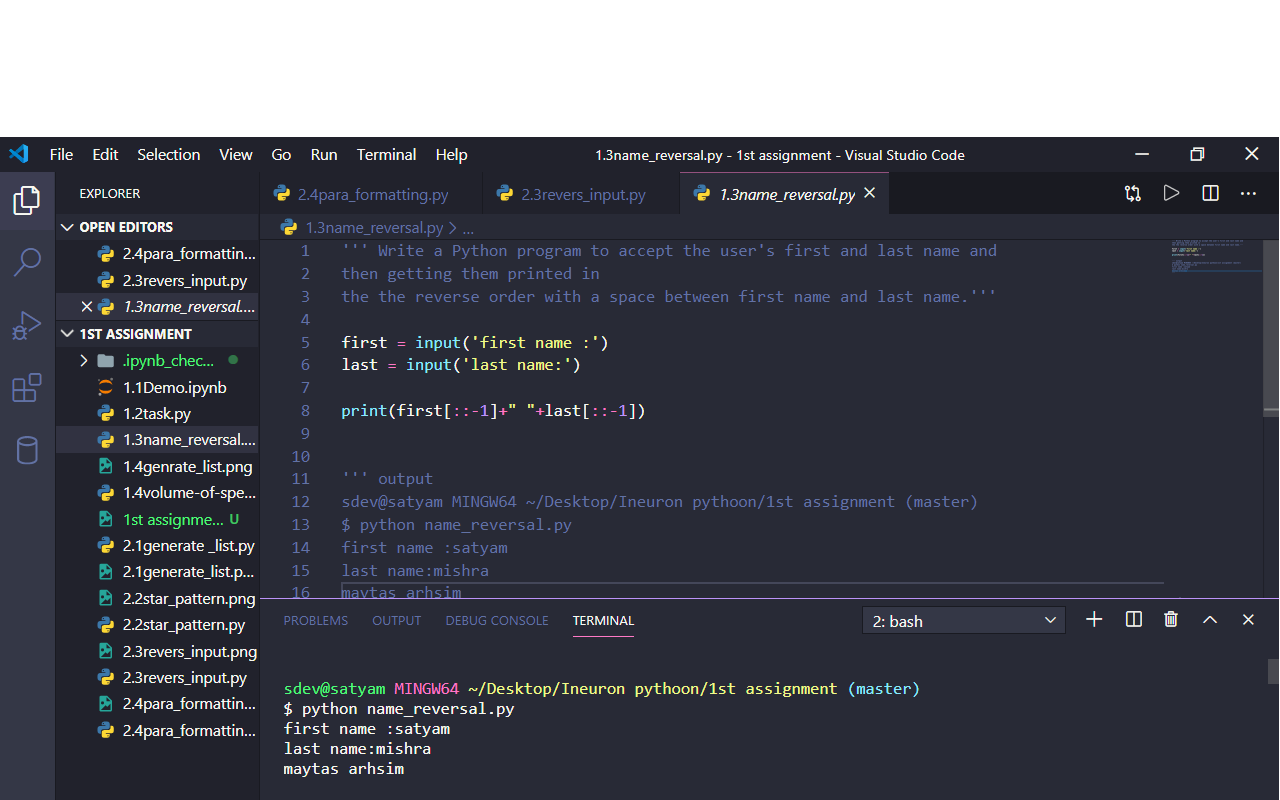 File Edit Selection View Go Run Terminal Help 1.3name_reversal.py - 1st assignment - Visual Studio Code
EXPLORER
OPEN EDITORS
2.4para_formattin...
2.3revers_input.py
1.3name_reversal....
1ST ASSIGNMENT
.ipynb_chec...
1.1Demo.ipynb
1.2task.py
1.3name_reversal....
1.4genrate_list.png
1.4volume-of-spe...
1st assignme... U
2.1generate _list.py
2.1generate_list.p...
2.2star_pattern.png
2.2star_pattern.py
2.3revers_input.png
2.3revers_input.py
2.4para_formattin...
2.4para_formattin...
2.4para_formatting.py 2.3revers_input.py 1.3name_reversal.py
1.3name_reversal.py > ...
1 ''' Write a Python program to accept the user's first and last name and
2 then getting them printed in
3 the the reverse order with a space between first name and last name.'''
4
5 first = input('first name :')
6 last = input('last name:')
7
8 print(first[::-1]+" "+last[::-1])
9
10
11 ''' output
12 sdev@satyam MINGW64 ~/Desktop/Ineuron pythoon/1st assignment (master)
13 $ python name_reversal.py
14 first name :satyam
15 last name:mishra
16 maytas arhsim
PROBLEMS OUTPUT DEBUG CONSOLE TERMINAL 2: bash
sdev@satyam MINGW64 ~/Desktop/Ineuron pythoon/1st assignment (master)
$ python name_reversal.py
first name :satyam
last name:mishra
maytas arhsim